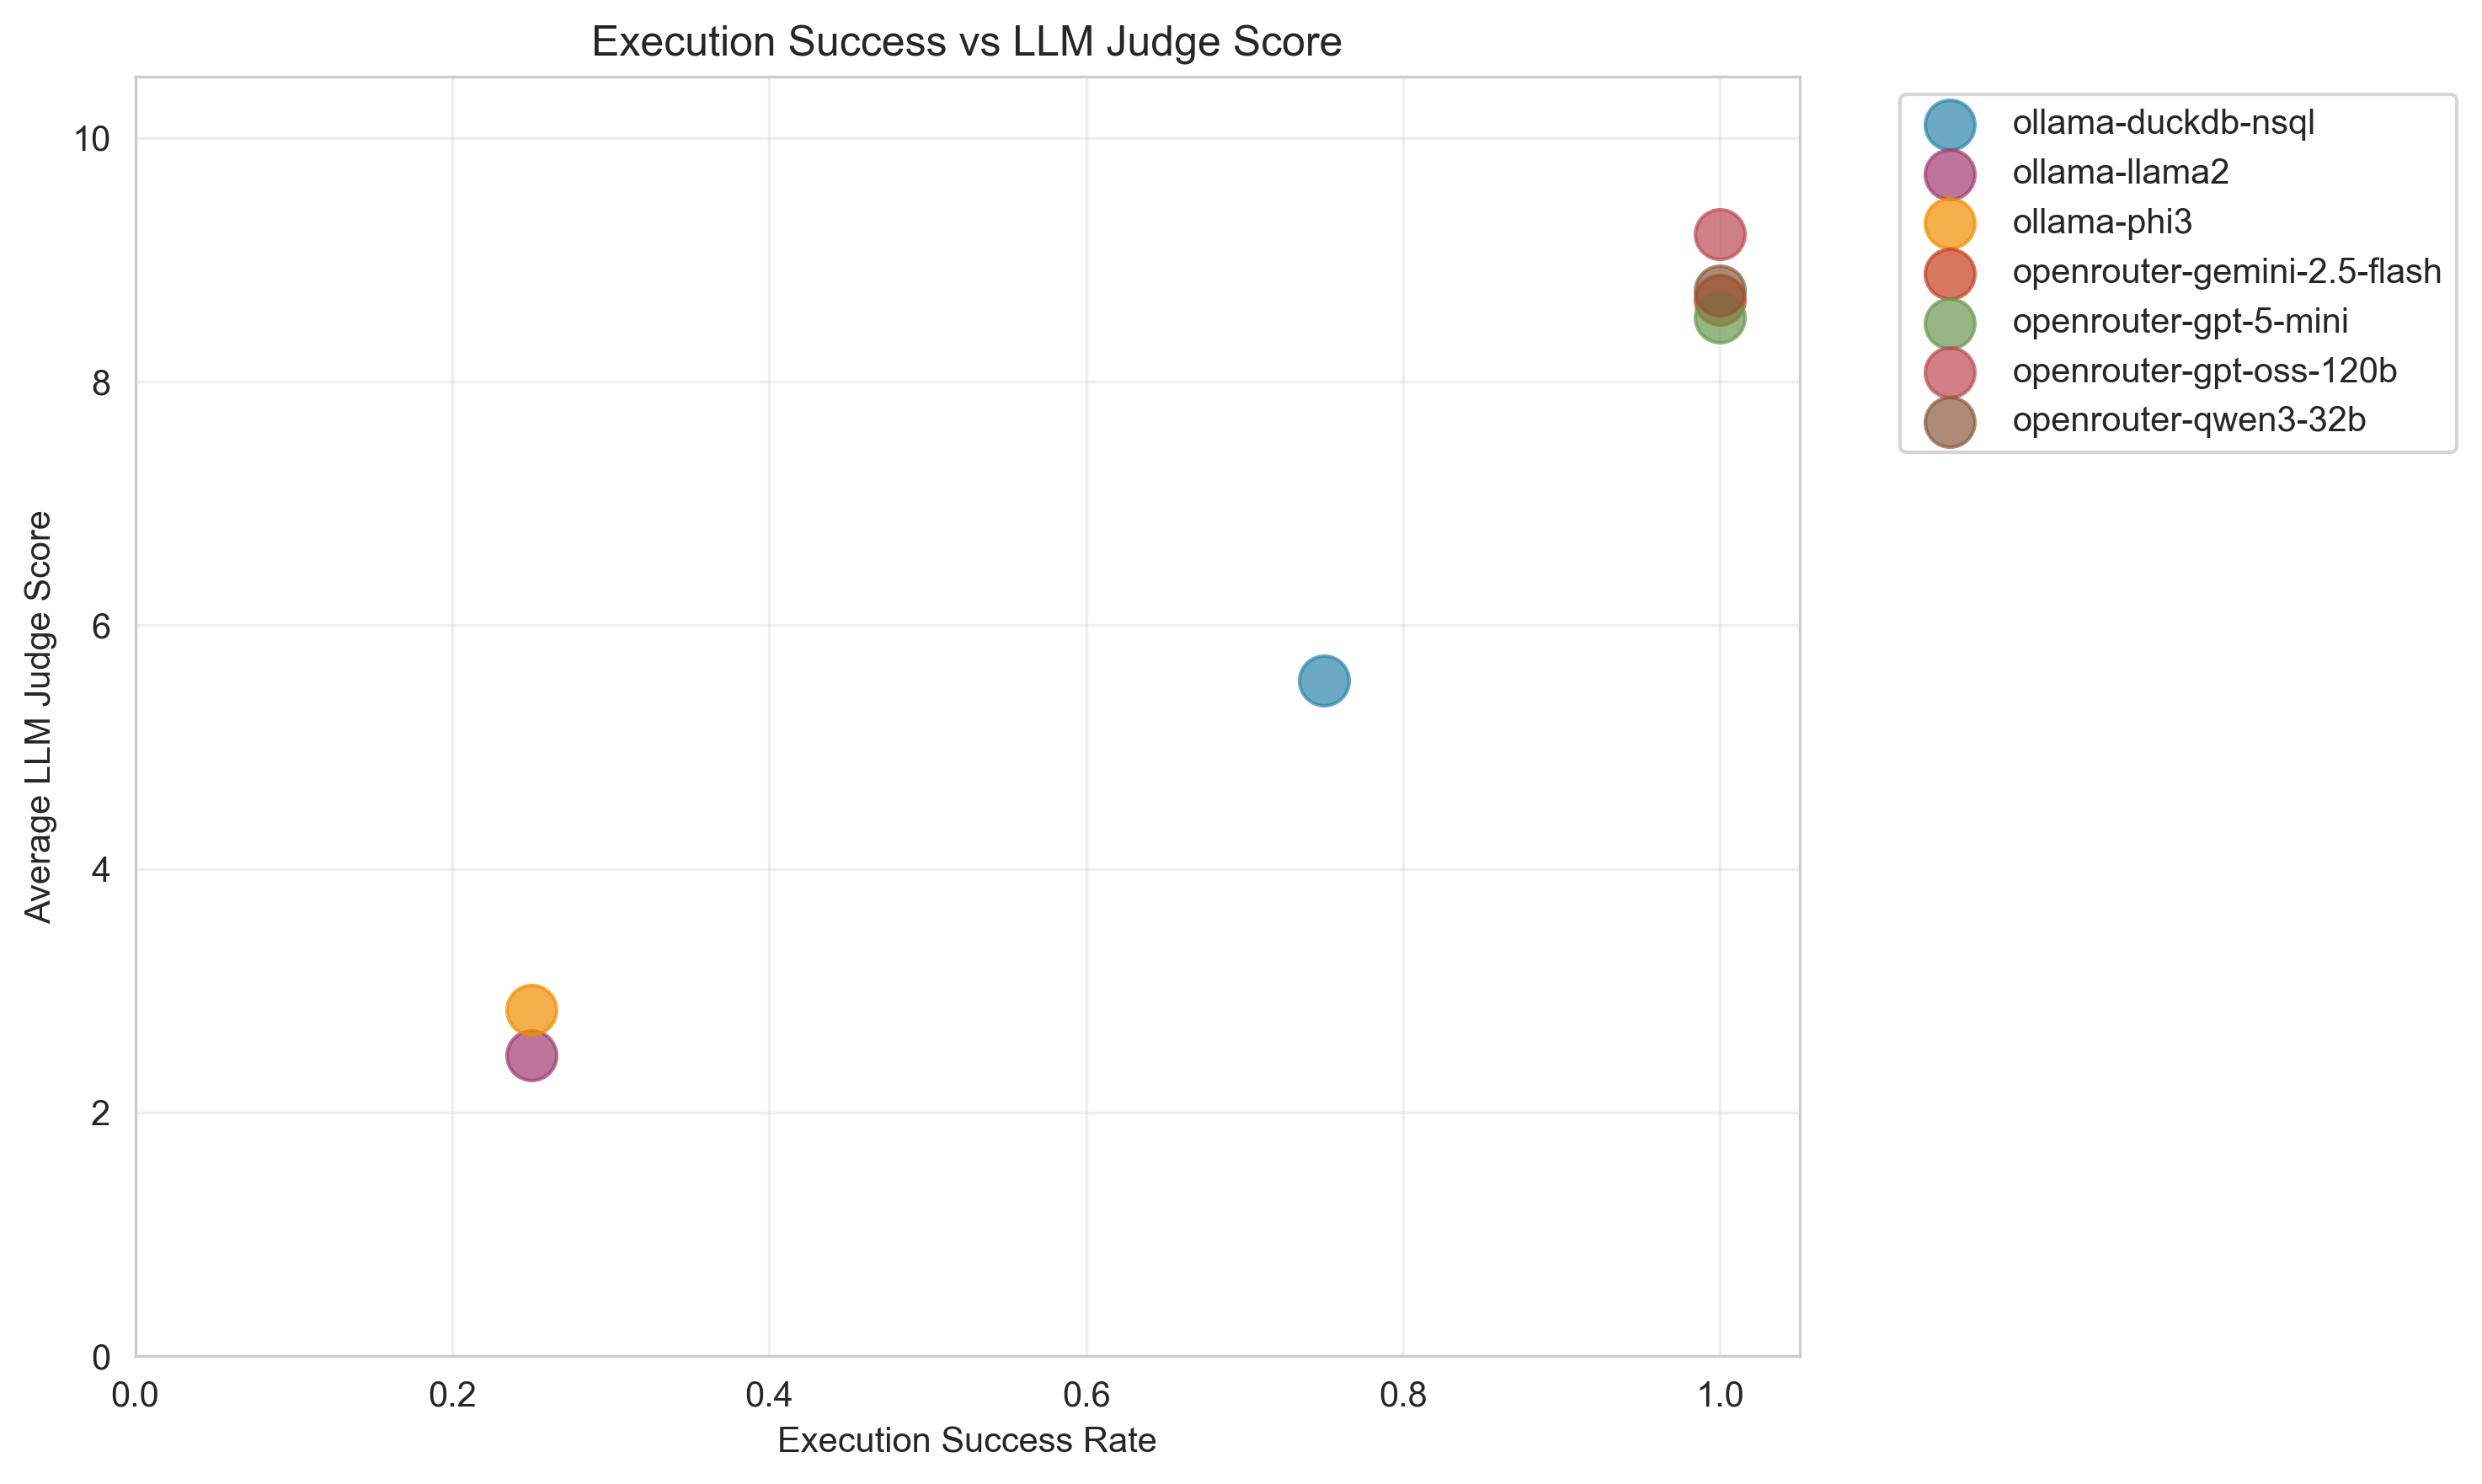 Execution Success vs LLM Judge Score
10
8
6
4
2
0
Average LLM Judge Score
0.0 0.2 0.4 0.6 0.8 1.0
Execution Success Rate
ollama-duckdb-nsql
ollama-llama2
ollama-phi3
openrouter-gemini-2.5-flash
openrouter-gpt-5-mini
openrouter-gpt-oss-120b
openrouter-qwen3-32b